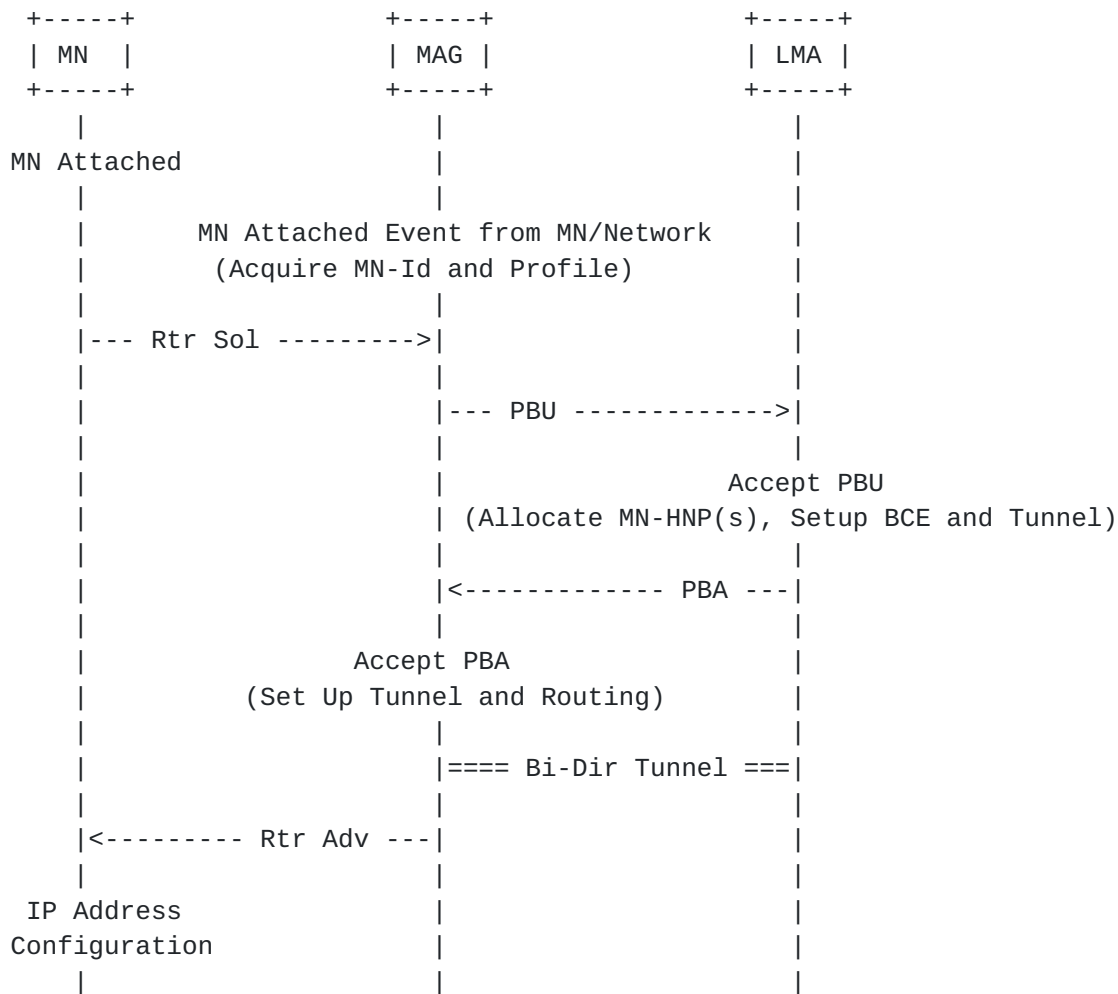 +-----+                +-----+                +-----+
 | MN  |                | MAG |                | LMA |
 +-----+                +-----+                +-----+
    |                      |                      |
MN Attached                |                      |
    |                      |                      |
    |       MN Attached Event from MN/Network     |
    |        (Acquire MN-Id and Profile)          |
    |                      |                      |
    |--- Rtr Sol --------->|                      |
    |                      |                      |
    |                      |--- PBU ------------->|
    |                      |                      |
    |                      |                  Accept PBU
    |                      | (Allocate MN-HNP(s), Setup BCE and Tunnel)
    |                      |                      |
    |                      |<------------- PBA ---|
    |                      |                      |
    |                 Accept PBA                  |
    |          (Set Up Tunnel and Routing)        |
    |                      |                      |
    |                      |==== Bi-Dir Tunnel ===|
    |                      |                      |
    |<--------- Rtr Adv ---|                      |
    |                      |                      |
 IP Address                |                      |
Configuration              |                      |
    |                      |                      |